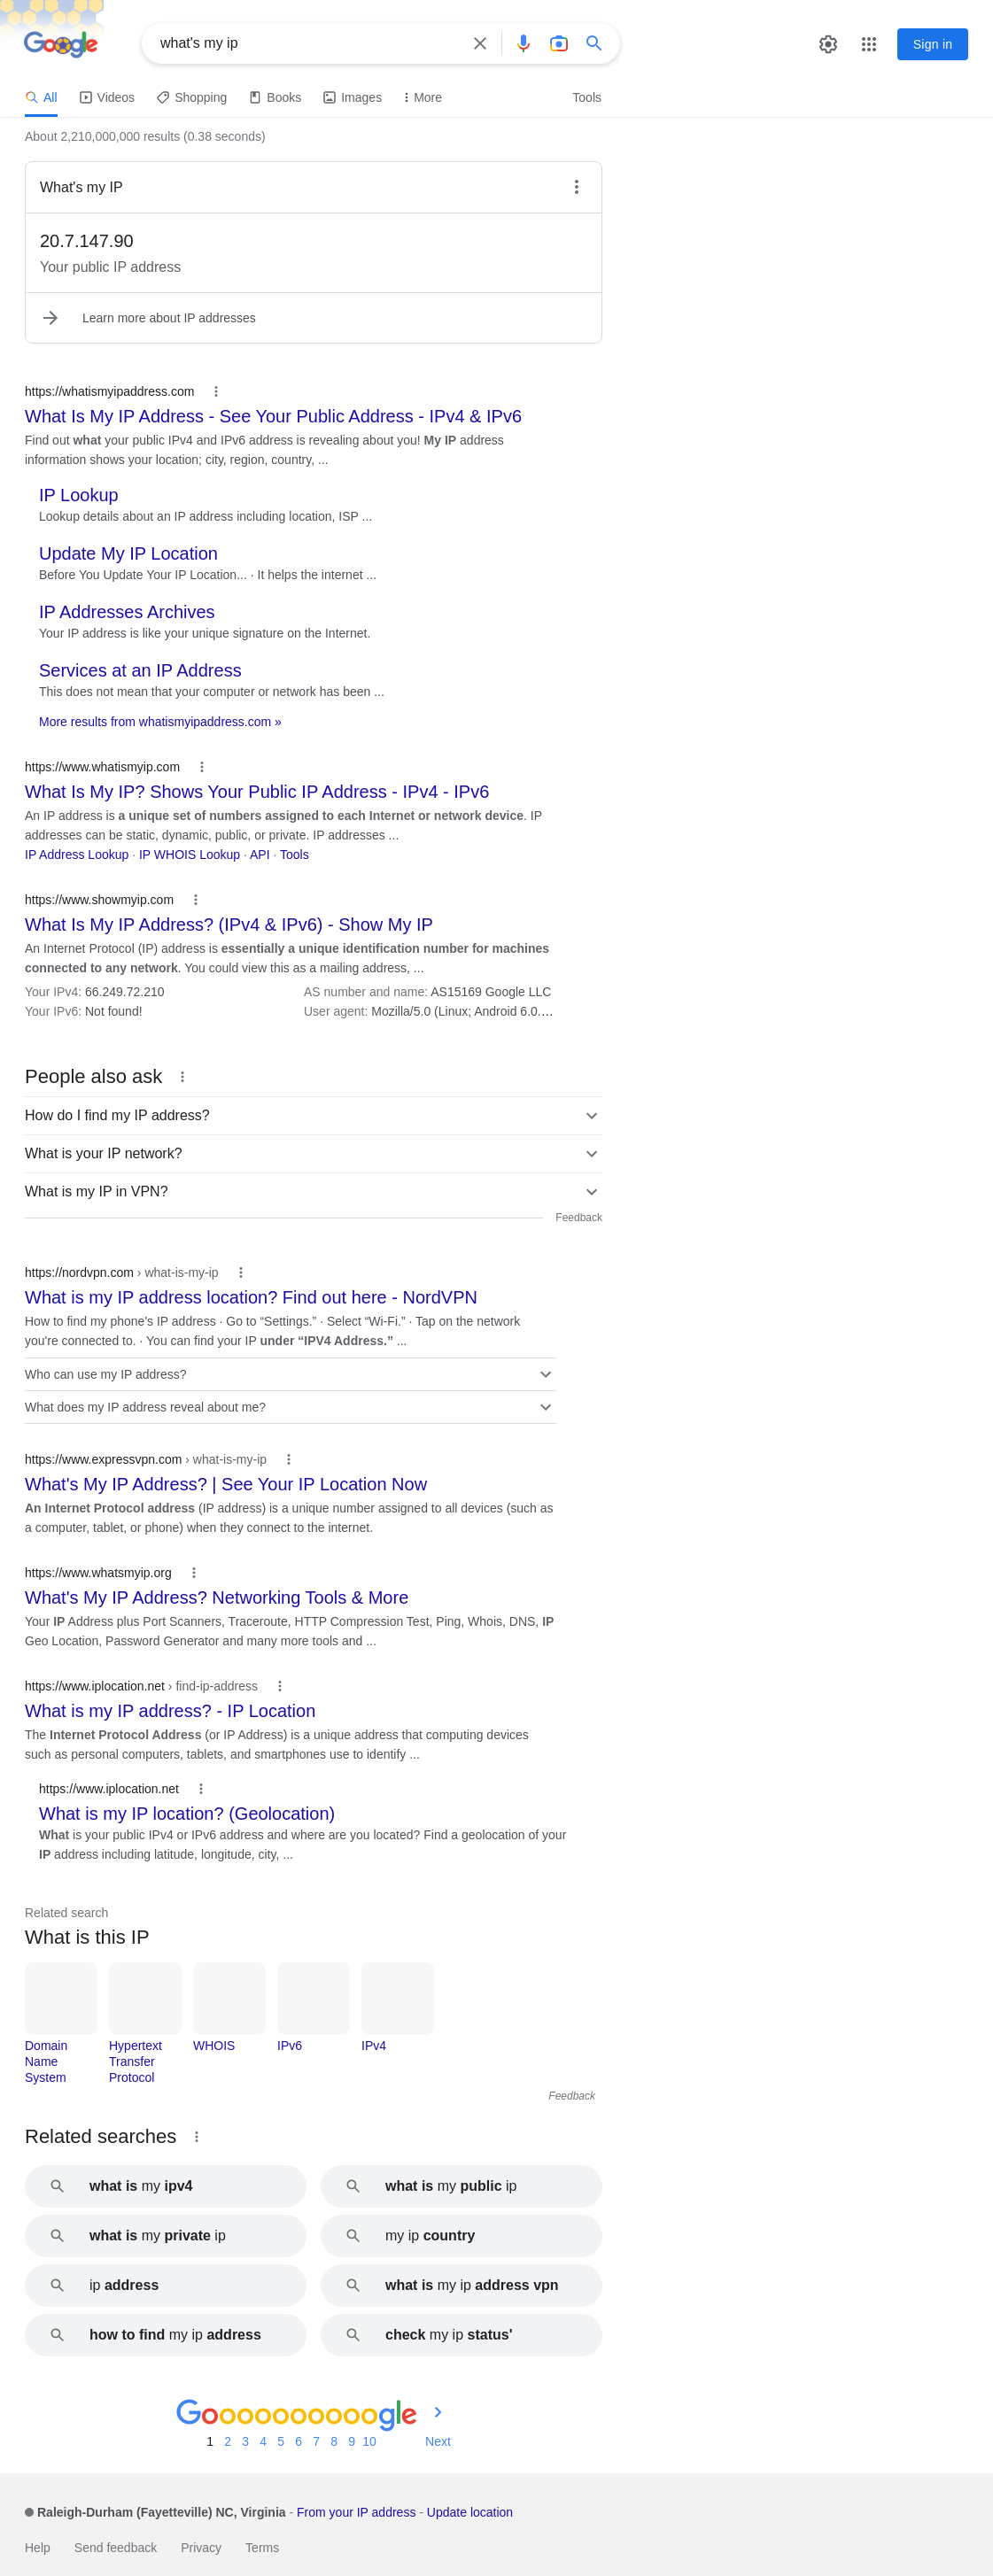 Google
what's my ip
Sign in
All
Videos
Shopping
Books
Images
More
Tools
About 2,210,000,000 results (0.38 seconds)
What's my IP
20.7.147.90
Your public IP address
Learn more about IP addresses
https://whatismyipaddress.com
What Is My IP Address - See Your Public Address - IPv4 & IPv6
Find out what your public IPv4 and IPv6 address is revealing about you! My IP address
information shows your location; city, region, country, ...
IP Lookup
Lookup details about an IP address including location, ISP ...
Update My IP Location
Before You Update Your IP Location... · It helps the internet ...
IP Addresses Archives
Your IP address is like your unique signature on the Internet.
Services at an IP Address
This does not mean that your computer or network has been ...
More results from whatismyipaddress.com »
https://www.whatismyip.com
What Is My IP? Shows Your Public IP Address - IPv4 - IPv6
An IP address is a unique set of numbers assigned to each Internet or network device. IP
addresses can be static, dynamic, public, or private. IP addresses ...
IP Address Lookup · IP WHOIS Lookup · API · Tools
https://www.showmyip.com
What Is My IP Address? (IPv4 & IPv6) - Show My IP
An Internet Protocol (IP) address is essentially a unique identification number for machines
connected to any network. You could view this as a mailing address, ...
Your IPv4: 66.249.72.210
AS number and name: AS15169 Google LLC
Your IPv6: Not found!
User agent: Mozilla/5.0 (Linux; Android 6.0....
People also ask
How do I find my IP address?
What is your IP network?
What is my IP in VPN?
Feedback
https://nordvpn.com › what-is-my-ip
What is my IP address location? Find out here - NordVPN
How to find my phone's IP address · Go to “Settings.” · Select “Wi-Fi.” · Tap on the network
you're connected to. · You can find your IP under “IPV4 Address.” ...
Who can use my IP address?
What does my IP address reveal about me?
https://www.expressvpn.com › what-is-my-ip
What's My IP Address? | See Your IP Location Now
An Internet Protocol address (IP address) is a unique number assigned to all devices (such as
a computer, tablet, or phone) when they connect to the internet.
https://www.whatsmyip.org
What's My IP Address? Networking Tools & More
Your IP Address plus Port Scanners, Traceroute, HTTP Compression Test, Ping, Whois, DNS, IP
Geo Location, Password Generator and many more tools and ...
https://www.iplocation.net › find-ip-address
What is my IP address? - IP Location
The Internet Protocol Address (or IP Address) is a unique address that computing devices
such as personal computers, tablets, and smartphones use to identify ...
https://www.iplocation.net
What is my IP location? (Geolocation)
What is your public IPv4 or IPv6 address and where are you located? Find a geolocation of your
IP address including latitude, longitude, city, ...
Related search
What is this IP
Domain
Name
System
Hypertext
Transfer
Protocol
WHOIS
IPv6
IPv4
Feedback
Related searches
what is my ipv4
what is my public ip
what is my private ip
my ip country
ip address
what is my ip address vpn
how to find my ip address
check my ip status'
Goooooooooogle
1 2 3 4 5 6 7 8 9 10 Next
Raleigh-Durham (Fayetteville) NC, Virginia - From your IP address - Update location
Help Send feedback Privacy Terms